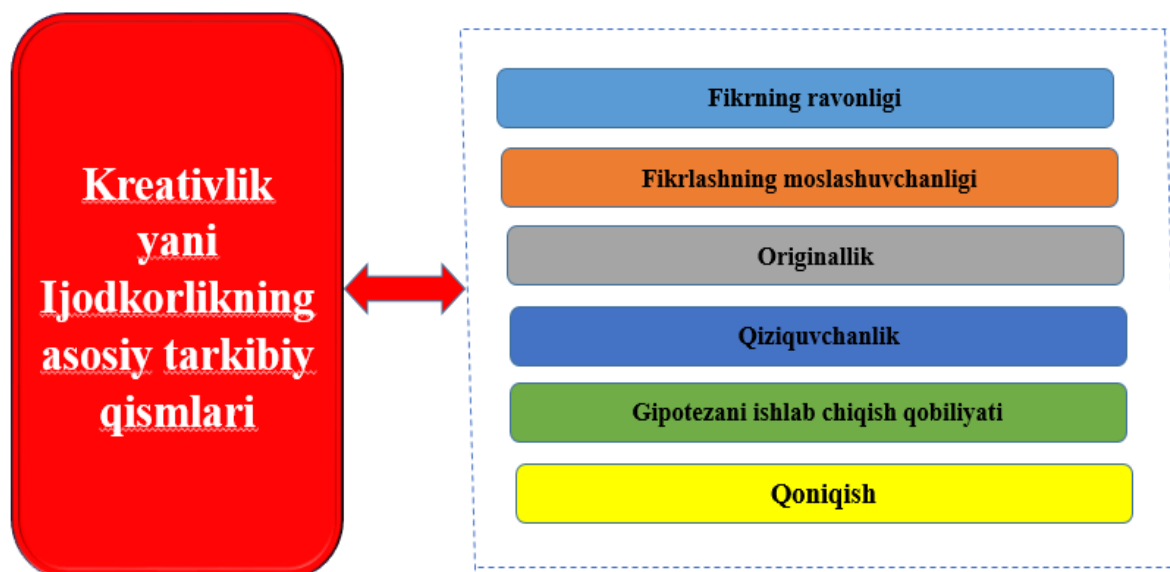 Kreativlik
yani
Ijodkorlikning
asosiy tarkibiy
qismlari
Fikrning ravonligi
Fikrlashning moslashuvchanligi
Originallik
Qiziquvchanlik
Gipotezani ishlab chiqish qobiliyati
Qoniqish